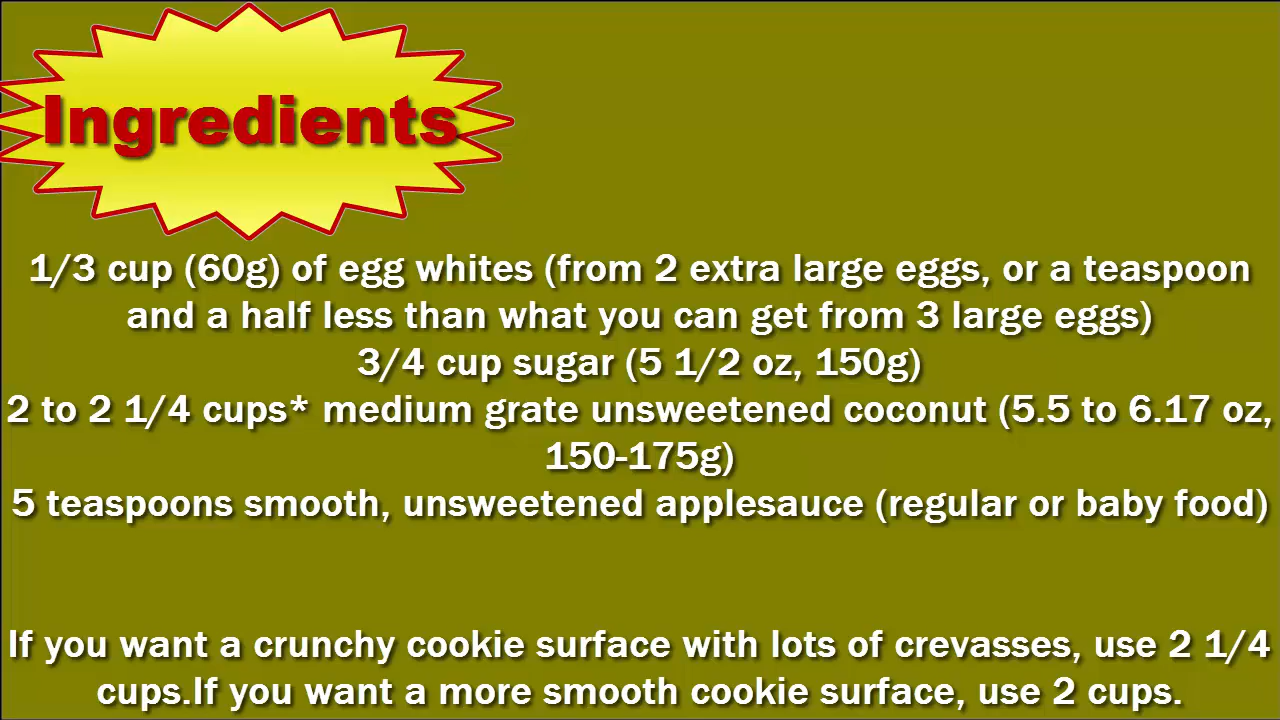 Ingredients
1/3 cup (60g) of egg whites (from 2 extra large eggs, or a teaspoon
and a half less than what you can get from 3 large eggs)
3/4 cup sugar (5 1/2 oz, 150g)
2 to 2 1/4 cups* medium grate unsweetened coconut (5.5 to 6.17 oz,
150-175g)
5 teaspoons smooth, unsweetened applesauce (regular or baby food)
If you want a crunchy cookie surface with lots of crevasses, use 2 1/4
cups.If you want a more smooth cookie surface, use 2 cups.